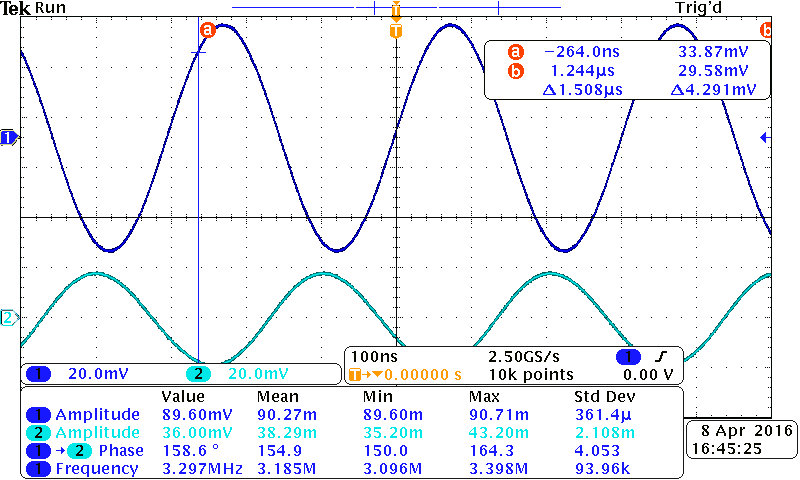 Tek Run Trig'd
T
a b
T
a −264.0ns 33.87mV
b 1.244µs 29.58mV
Δ1.508µs Δ4.291mV
1
2
1 20.0mV 2 20.0mV
100ns 2.50GS/s 1
T→▼0.00000 s 10k points 0.00 V
Value Mean Min Max Std Dev
1 Amplitude 89.60mV 90.27m 89.60m 90.71m 361.4µ
2 Amplitude 36.00mV 38.29m 35.20m 43.20m 2.108m
1 → 2 Phase 158.6 ° 154.9 150.0 164.3 4.053
1 Frequency 3.297MHz 3.185M 3.096M 3.398M 93.96k
8 Apr 2016
16:45:25